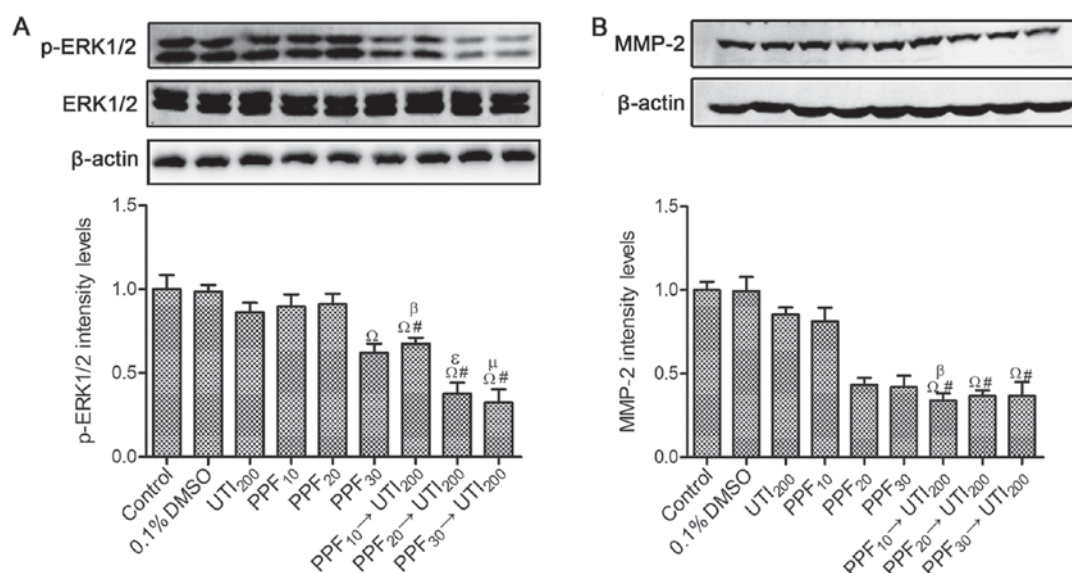 A
p-ERK1/2
ERK1/2
β-actin
1.5
1.0
0.5
0.0
p-ERK1/2 intensity levels
Ω
β
Ω#
ε
Ω#
μ
Ω#
Control
0.1% DMSO
UTI200
PPF10
PPF20
PPF30
PPF10→ UTI200
PPF20→ UTI200
PPF30→ UTI200
B
MMP-2
β-actin
1.5
1.0
0.5
0.0
MMP-2 intensity levels
β
Ω#
Ω#
Ω#
Control
0.1% DMSO
UTI200
PPF10
PPF20
PPF30
PPF10→ UTI200
PPF20→ UTI200
PPF30→ UTI200